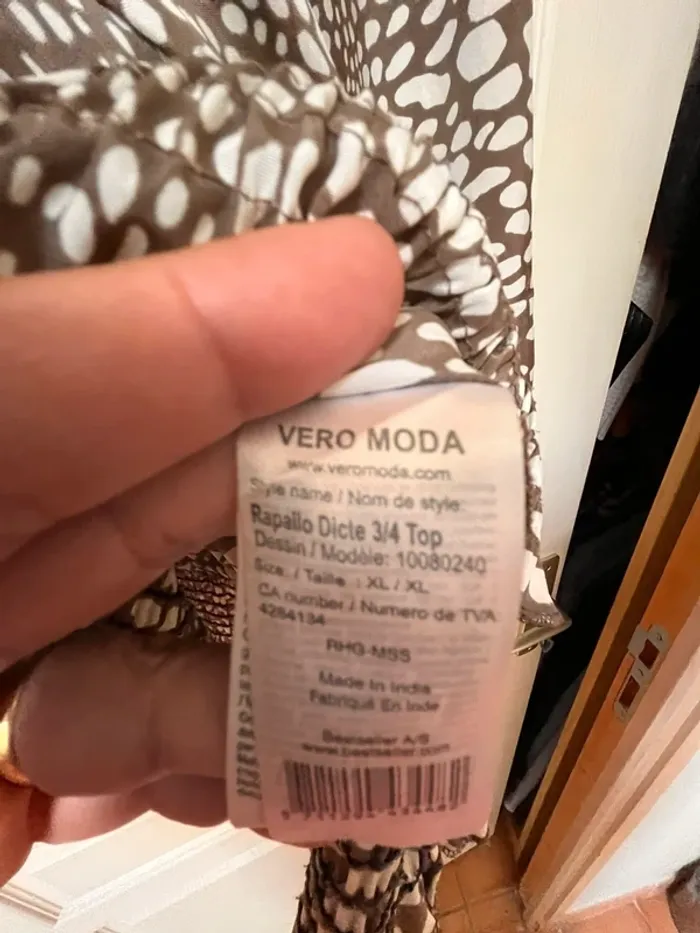 VERO MODA
www.veromoda.com
Style name / Nom de style:
Rapallo Dicte 3/4 Top
Dessin / Modèle: 10080240
Size / Taille : XL / XL
CA number / Numero de TVA
4284134
RHG-MSS
Made In India
Fabriqué En Inde
Bestseller A/S
www.bestseller.com